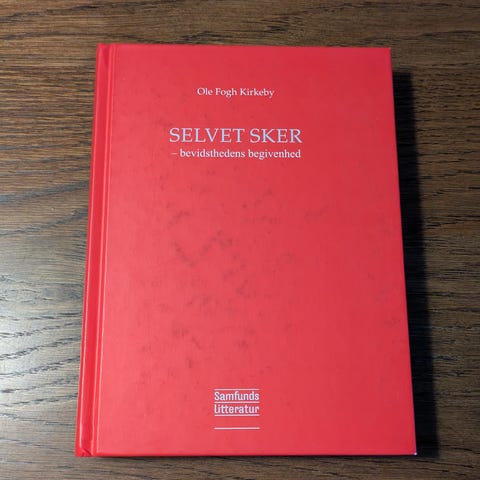 Ole Fogh Kirkeby
SELVET SKER
– bevidsthedens begivenhed
Samfunds
litteratur